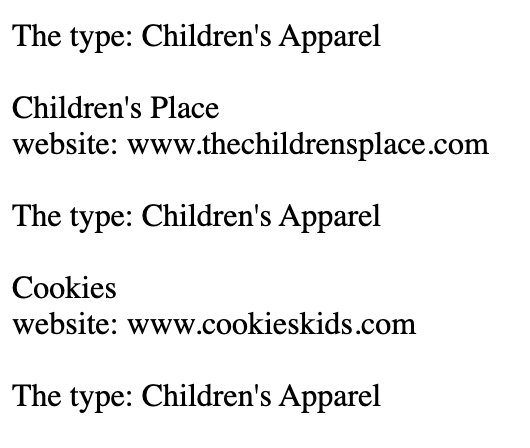 The type: Children's Apparel
Children's Place
website: www.thechildrensplace.com
The type: Children's Apparel
Cookies
website: www.cookieskids.com
The type: Children's Apparel